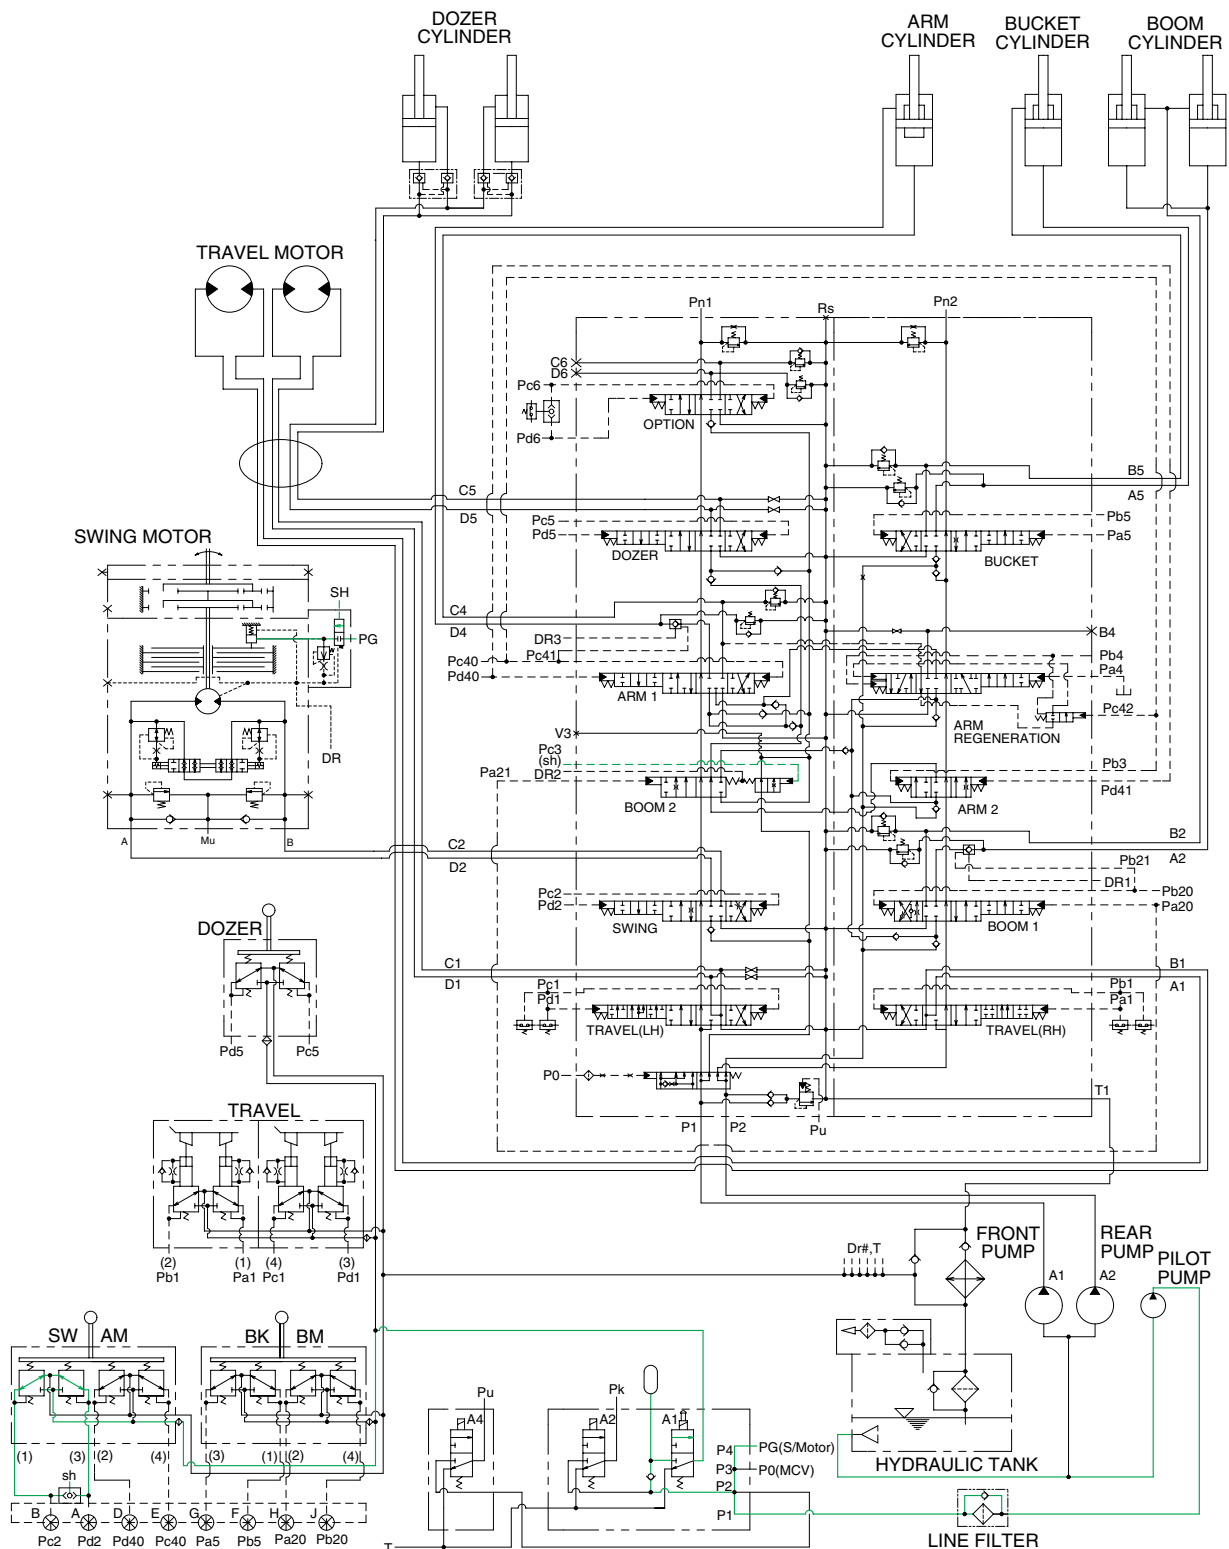 DOZER
CYLINDER
ARM
CYLINDER
BUCKET
CYLINDER
BOOM
CYLINDER
TRAVEL MOTOR
Pn1
Rs
Pn2
C6
D6
Pc6
OPTION
Pd6
C5
D5
B5
A5
Pc5
Pd5
DOZER
Pb5
Pa5
BUCKET
SWING MOTOR
SH
PG
DR
A
Mu
B
C4
D4
DR3
Pc41
Pc40
Pd40
ARM 1
B4
Pb4
Pa4
Pc42
ARM
REGENERATION
V3
Pc3
(sh)
DR2
Pa21
BOOM 2
Pb3
Pd41
ARM 2
C2
D2
B2
A2
Pb21
DR1
Pc2
Pd2
SWING
Pb20
Pa20
BOOM 1
DOZER
Pd5
Pc5
C1
D1
B1
A1
Pc1
Pd1
TRAVEL(LH)
Pb1
Pa1
TRAVEL(RH)
P0
T1
P1
P2
Pu
TRAVEL
(2)
(1)
(4)
(3)
Pb1
Pa1
Pc1
Pd1
Dr#,T
FRONT
PUMP
REAR
PUMP
PILOT
PUMP
A1
A2
SW
AM
BK
BM
(1)
(3)
(2)
(4)
(3)
(1)
(2)
(4)
sh
B
A
D
E
G
F
H
J
Pc2
Pd2
Pd40
Pc40
Pa5
Pb5
Pa20
Pb20
Pu
A4
Pk
A2
A1
P4
P3
P2
P1
PG(S/Motor)
P0(MCV)
T
HYDRAULIC TANK
LINE FILTER